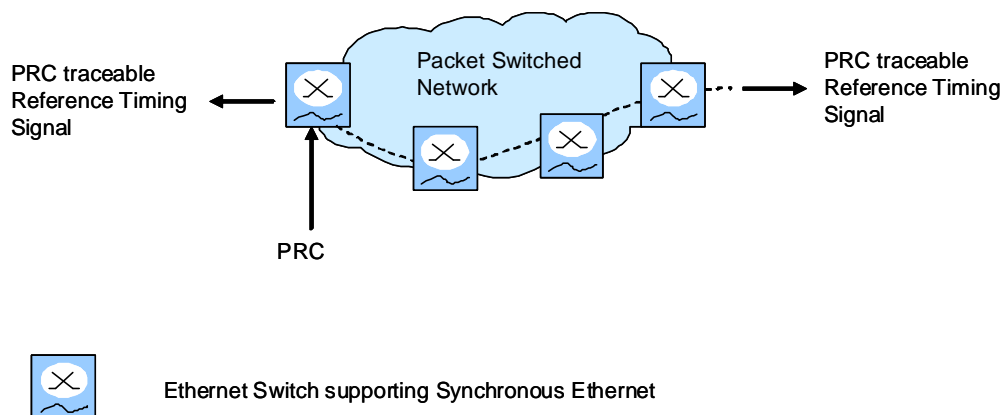 PRC traceable
Reference Timing
Signal
Packet Switched
Network
PRC traceable
Reference Timing
Signal
PRC
Ethernet Switch supporting Synchronous Ethernet